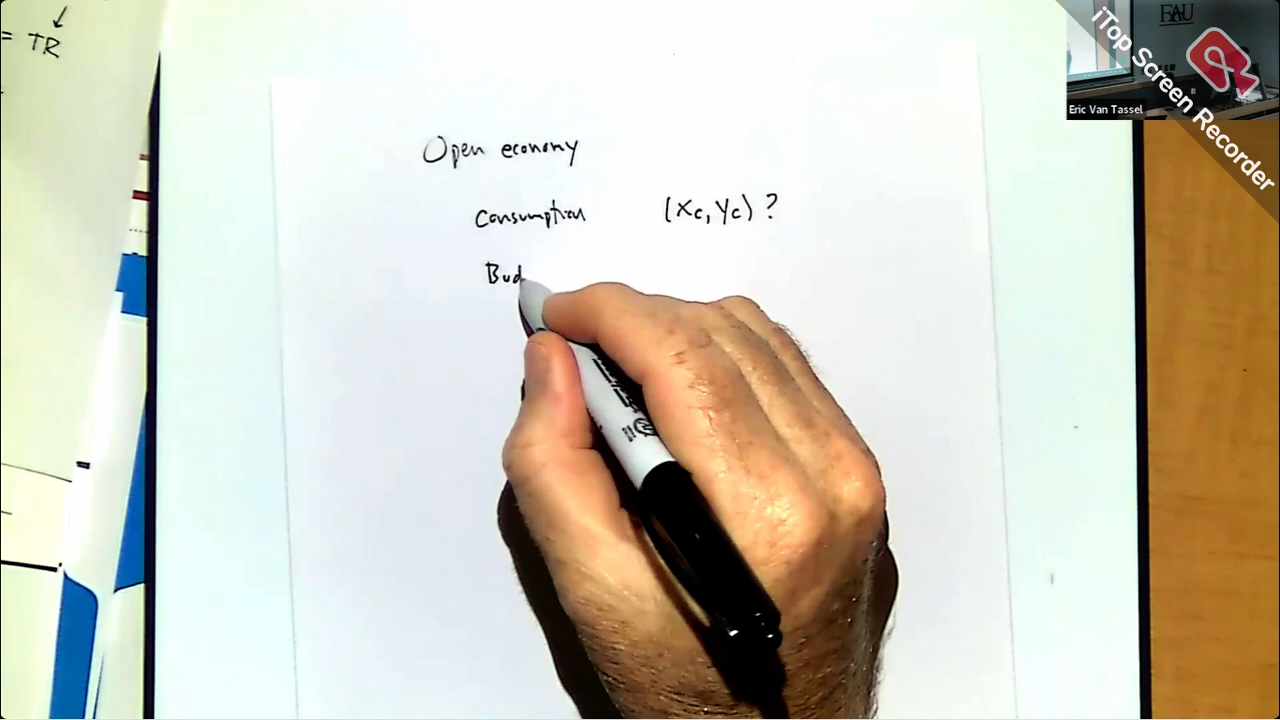 = TR
Open economy
Consumption (Xc, Yc) ?
Bud
FAU
Eric Van Tassel
iTop Screen Recorder